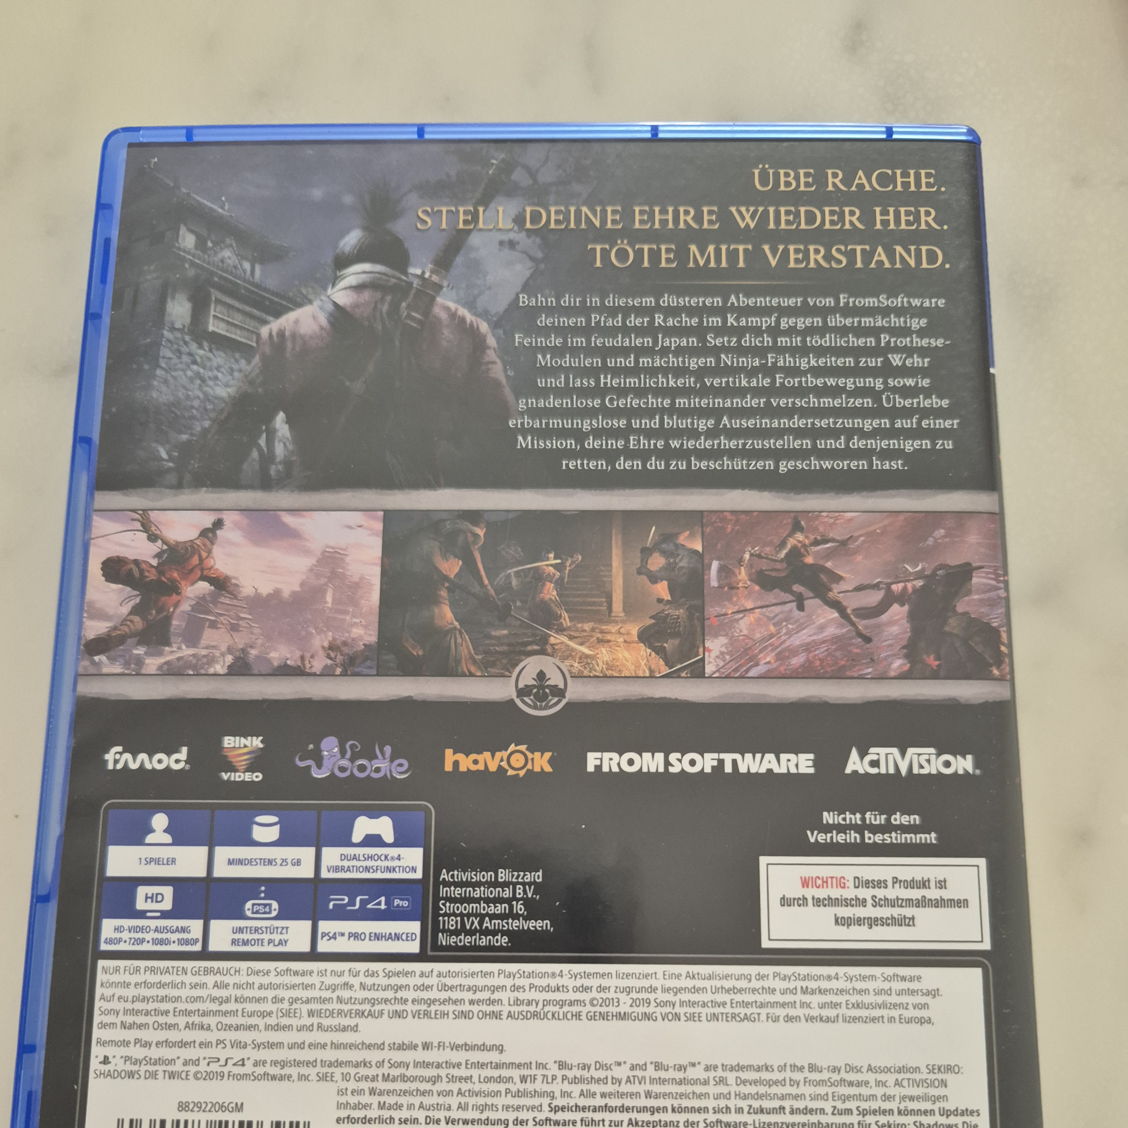 ÜBE RACHE.
STELL DEINE EHRE WIEDER HER.
TÖTE MIT VERSTAND.
Bahn dir in diesem düsteren Abenteuer von FromSoftware
deinen Pfad der Rache im Kampf gegen übermächtige
Feinde im feudalen Japan. Setz dich mit tödlichen Prothese-
Modulen und mächtigen Ninja-Fähigkeiten zur Wehr
und lass Heimlichkeit, vertikale Fortbewegung sowie
gnadenlose Gefechte miteinander verschmelzen. Überlebe
erbarmungslose und blutige Auseinandersetzungen auf einer
Mission, deine Ehre wiederherzustellen und denjenigen zu
retten, den du zu beschützen geschworen hast.
fmod.
BINK
VIDEO
oodle
havok
FROMSOFTWARE
ACTIVISION.
Nicht für den
Verleih bestimmt
WICHTIG: Dieses Produkt ist
durch technische Schutzmaßnahmen
kopiergeschützt
1 SPIELER
MINDESTENS 25 GB
DUALSHOCK®4-
VIBRATIONSFUNKTION
HD
HD-VIDEO-AUSGANG
480P•720P•1080i•1080P
PS4
UNTERSTÜTZT
REMOTE PLAY
PS4 Pro
PS4™ PRO ENHANCED
Activision Blizzard
International B.V.,
Stroombaan 16,
1181 VX Amstelveen,
Niederlande.
NUR FÜR PRIVATEN GEBRAUCH: Diese Software ist nur für das Spielen auf autorisierten PlayStation®4-Systemen lizenziert. Eine Aktualisierung der PlayStation®4-System-Software
könnte erforderlich sein. Alle nicht autorisierten Zugriffe, Nutzungen oder Übertragungen des Produkts oder der zugrunde liegenden Urheberrechte und Markenzeichen sind untersagt.
Auf eu.playstation.com/legal können die gesamten Nutzungsrechte eingesehen werden. Library programs ©2013 - 2019 Sony Interactive Entertainment Inc. unter Exklusivlizenz von
Sony Interactive Entertainment Europe (SIEE). WIEDERVERKAUF UND VERLEIH SIND OHNE AUSDRÜCKLICHE GENEHMIGUNG VON SIEE UNTERSAGT. Für den Verkauf lizenziert in Europa,
dem Nahen Osten, Afrika, Ozeanien, Indien und Russland.
Remote Play erfordert ein PS Vita-System und eine hinreichend stabile WI-FI-Verbindung.
"PS", "PlayStation" and "PS4" are registered trademarks of Sony Interactive Entertainment Inc. "Blu-ray Disc™" and "Blu-ray™" are trademarks of the Blu-ray Disc Association. SEKIRO:
SHADOWS DIE TWICE ©2019 FromSoftware, Inc. SIEE, 10 Great Marlborough Street, London, W1F 7LP. Published by ATVI International SRL. Developed by FromSoftware, Inc. ACTIVISION
ist ein Warenzeichen von Activision Publishing, Inc. Alle weiteren Warenzeichen und Handelsnamen sind Eigentum der jeweiligen
Inhaber. Made in Austria. All rights reserved. Speicheranforderungen können sich in Zukunft ändern. Zum Spielen können Updates
erforderlich sein. Die Verwendung der Software führt zur Akzeptanz der Software-Lizenzvereinbarung für Sekiro: Shadows Die
88292206GM